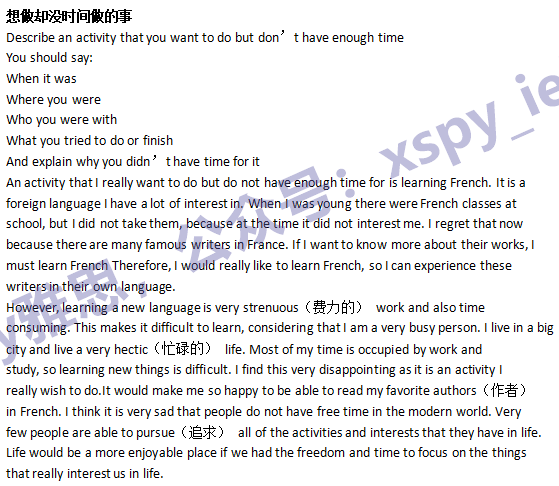 想做却没时间做的事
Describe an activity that you want to do but don’t have enough time
You should say:
When it was
Where you were
Who you were with
What you tried to do or finish
And explain why you didn’t have time for it
An activity that I really want to do but do not have enough time for is learning French. It is a
foreign language I have a lot of interest in. When I was young there were French classes at
school, but I did not take them, because at the time it did not interest me. I regret that now
because there are many famous writers in France. If I want to know more about their works, I
must learn French Therefore, I would really like to learn French, so I can experience these
writers in their own language.
However, learning a new language is very strenuous（费力的） work and also time
consuming. This makes it difficult to learn, considering that I am a very busy person. I live in a big
city and live a very hectic（忙碌的） life. Most of my time is occupied by work and
study, so learning new things is difficult. I find this very disappointing as it is an activity I
really wish to do.It would make me so happy to be able to read my favorite authors（作者）
in French. I think it is very sad that people do not have free time in the modern world. Very
few people are able to pursue（追求） all of the activities and interests that they have in life.
Life would be a more enjoyable place if we had the freedom and time to focus on the things
that really interest us in life.
y雅思，公众号：xspy_ie